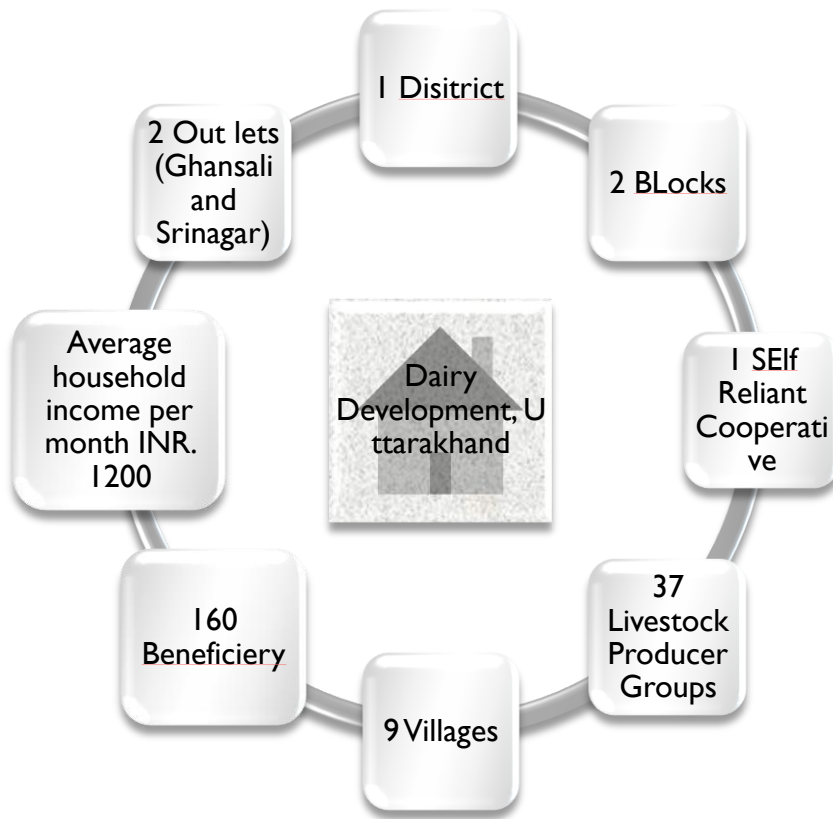 1 Disitrict
2 BLocks
1 SElf
Reliant
Cooperati
ve
37
Livestock
Producer
Groups
9 Villages
160
Beneficiery
Average
household
income per
month INR.
1200
2 Out lets
(Ghansali
and
Srinagar)
Dairy
Development, U
ttarakhand